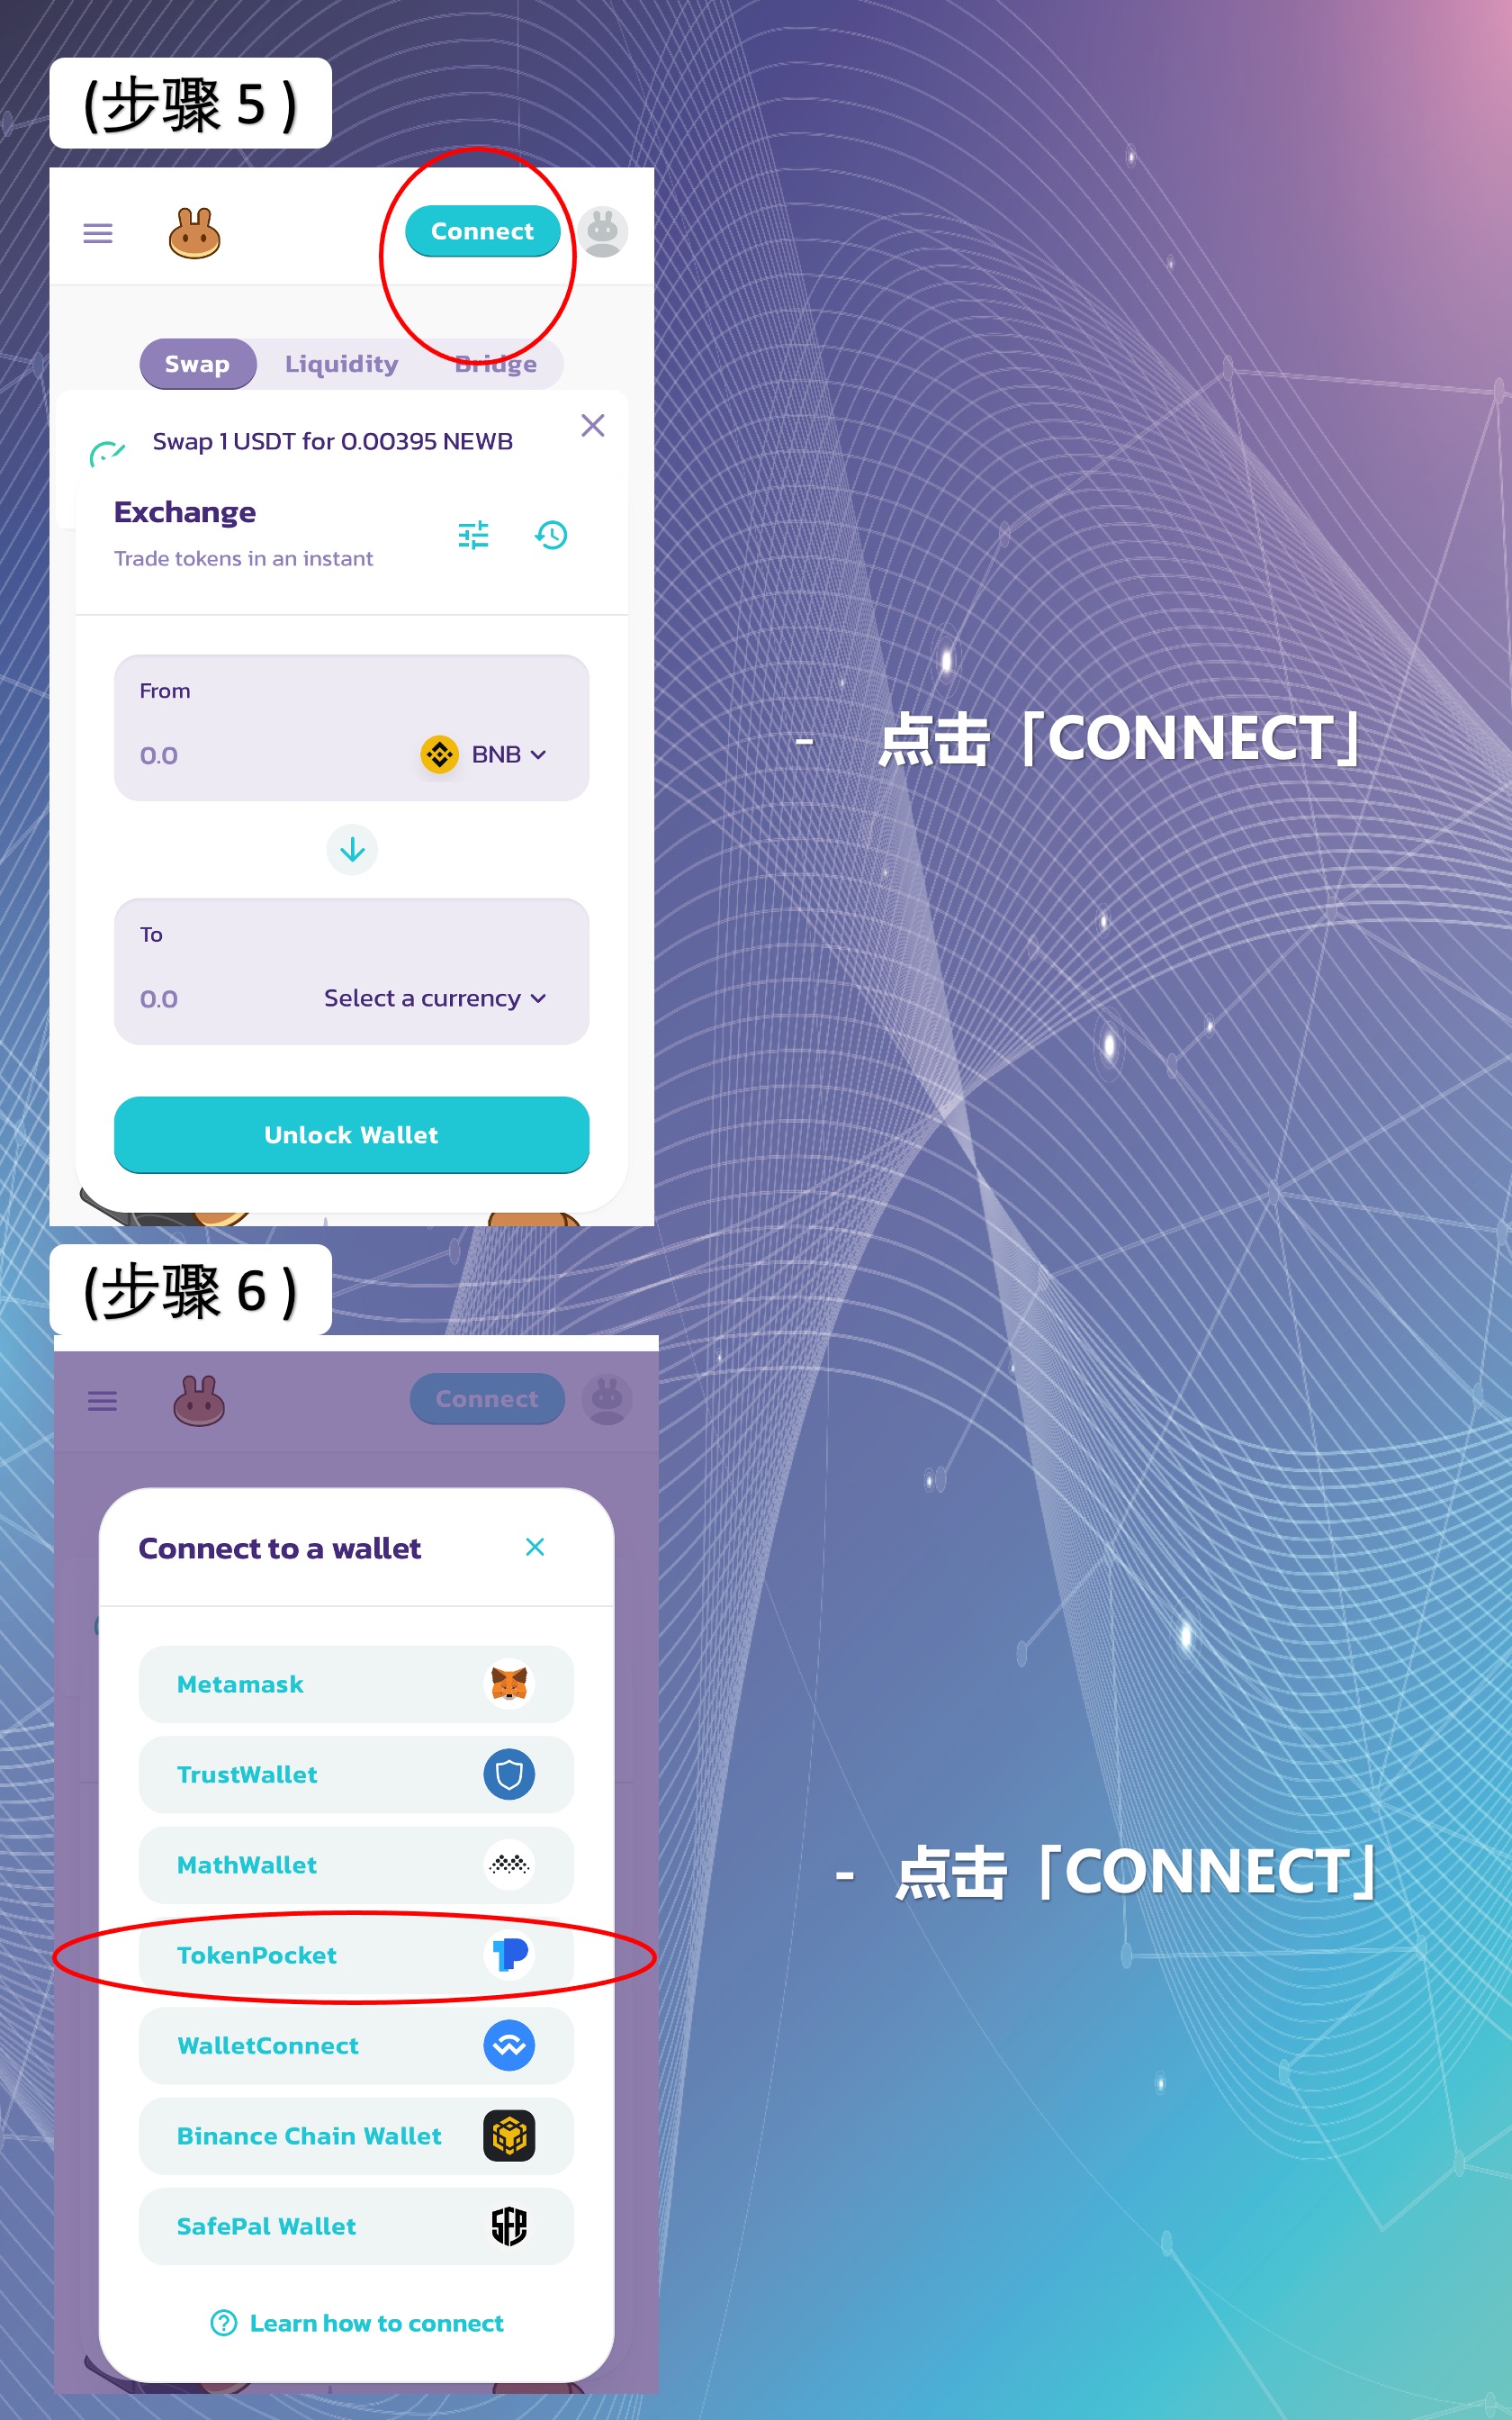 (步骤 5 )
Connect
Swap Liquidity Bridge
Swap 1 USDT for 0.00395 NEWB
Exchange
Trade tokens in an instant
From
0.0 BNB
To
0.0 Select a currency
Unlock Wallet
- 点击「CONNECT」
(步骤 6 )
Connect
Connect to a wallet
Metamask
TrustWallet
MathWallet
TokenPocket
WalletConnect
Binance Chain Wallet
SafePal Wallet
Learn how to connect
- 点击「CONNECT」